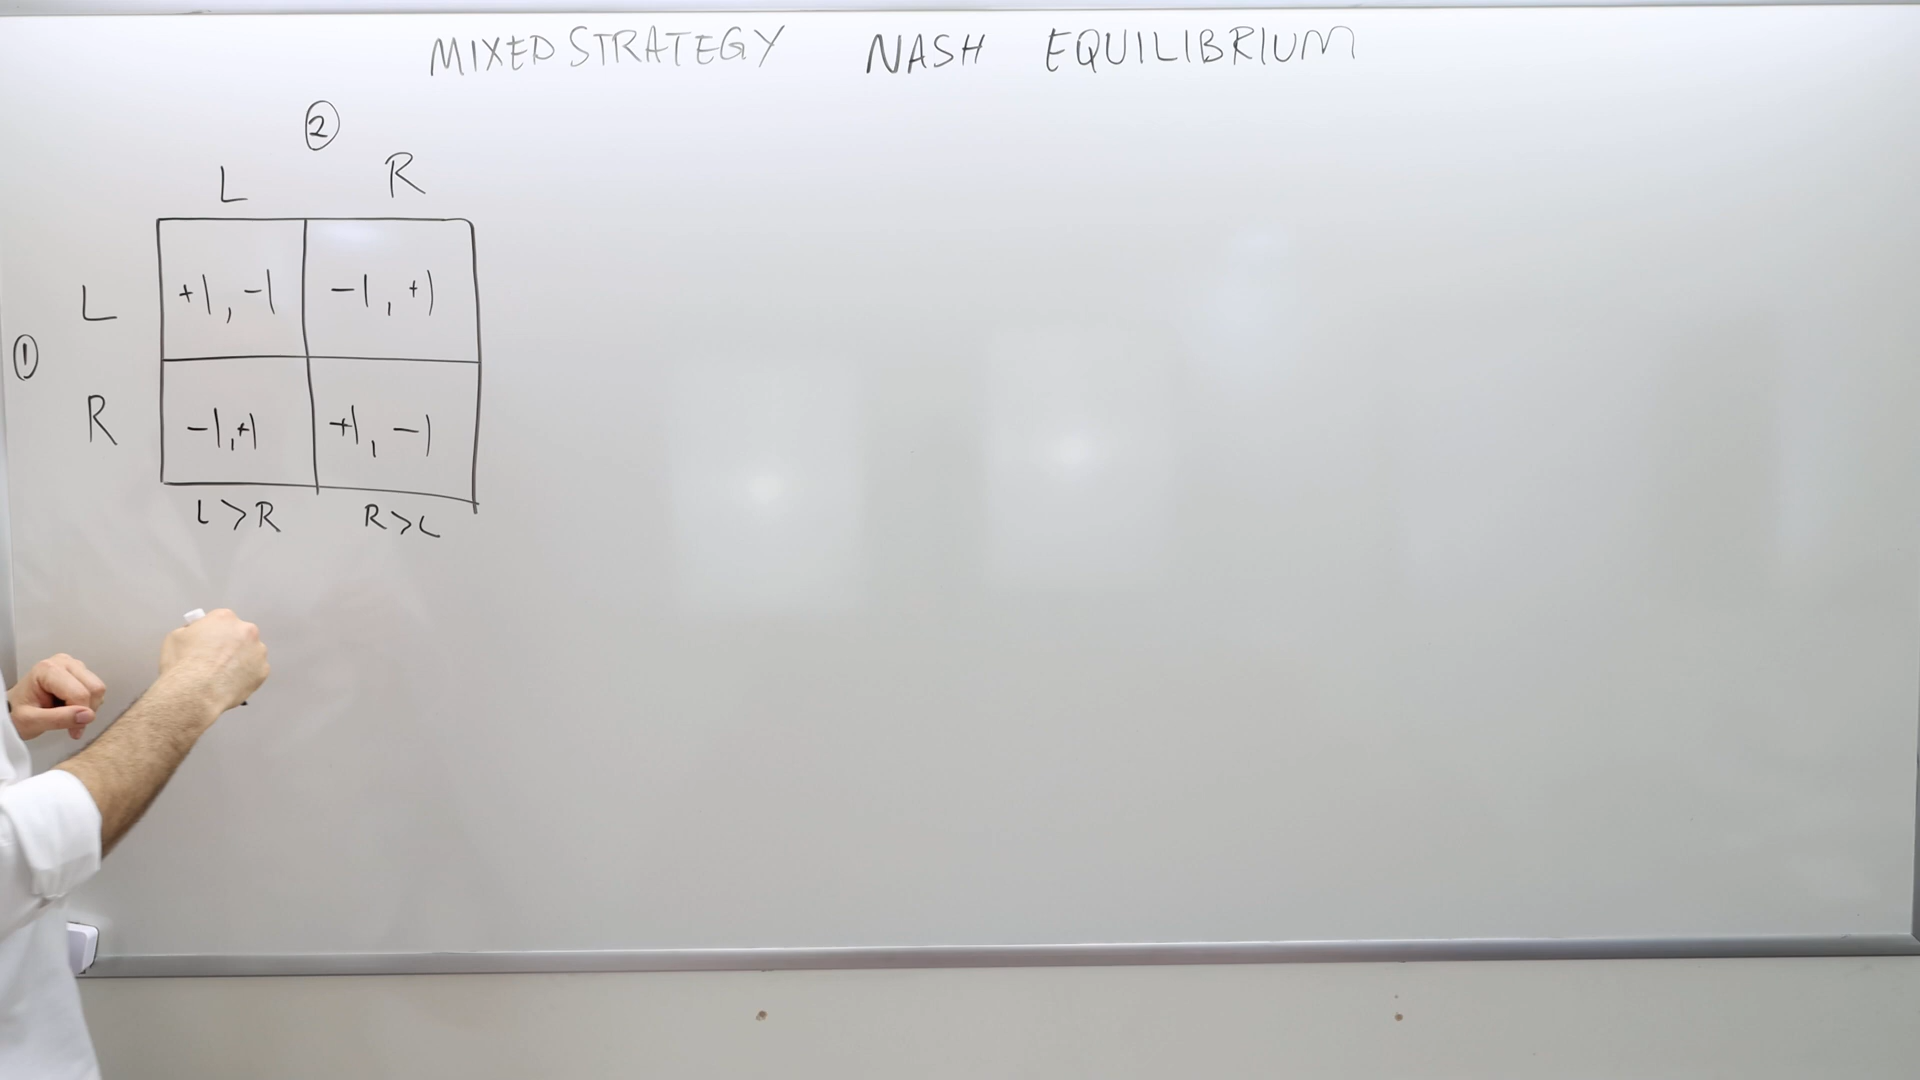 MIXED STRATEGY NASH EQUILIBRIUM
②
L R
L +1, -1 -1, +1
①
R -1, +1 +1, -1
L > R R > L